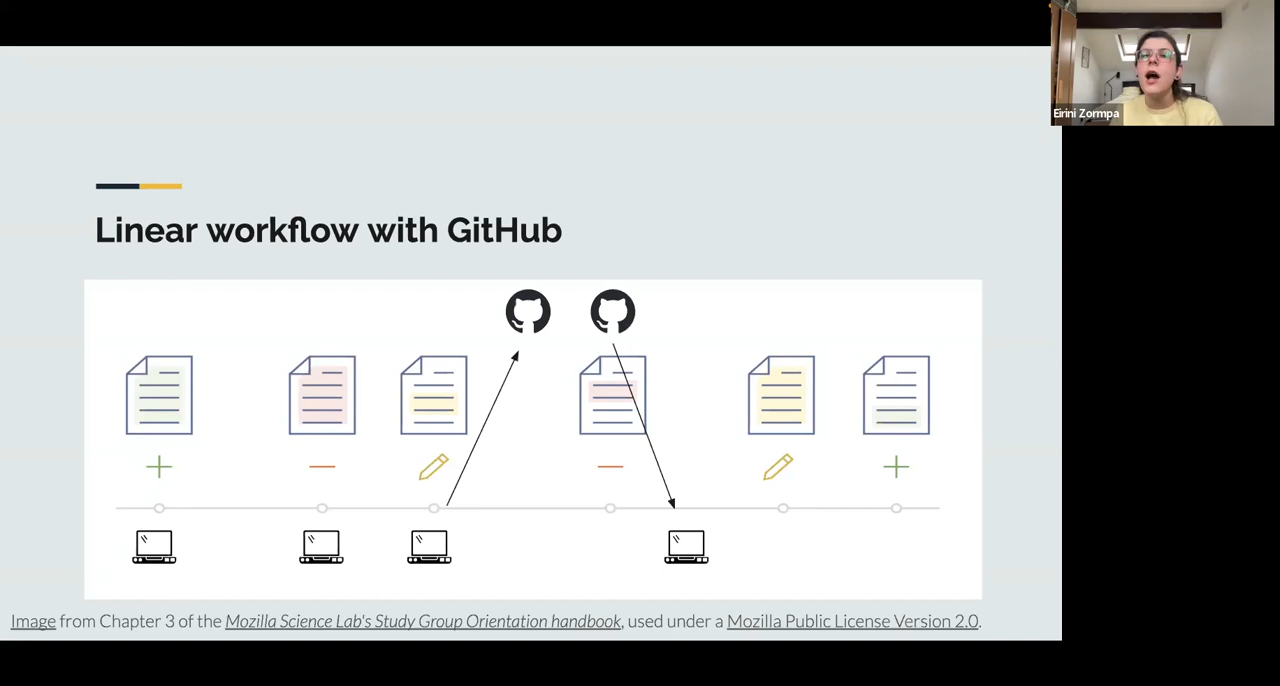 Eirini Zormpa
Linear workflow with GitHub
Image from Chapter 3 of the Mozilla Science Lab's Study Group Orientation handbook, used under a Mozilla Public License Version 2.0.